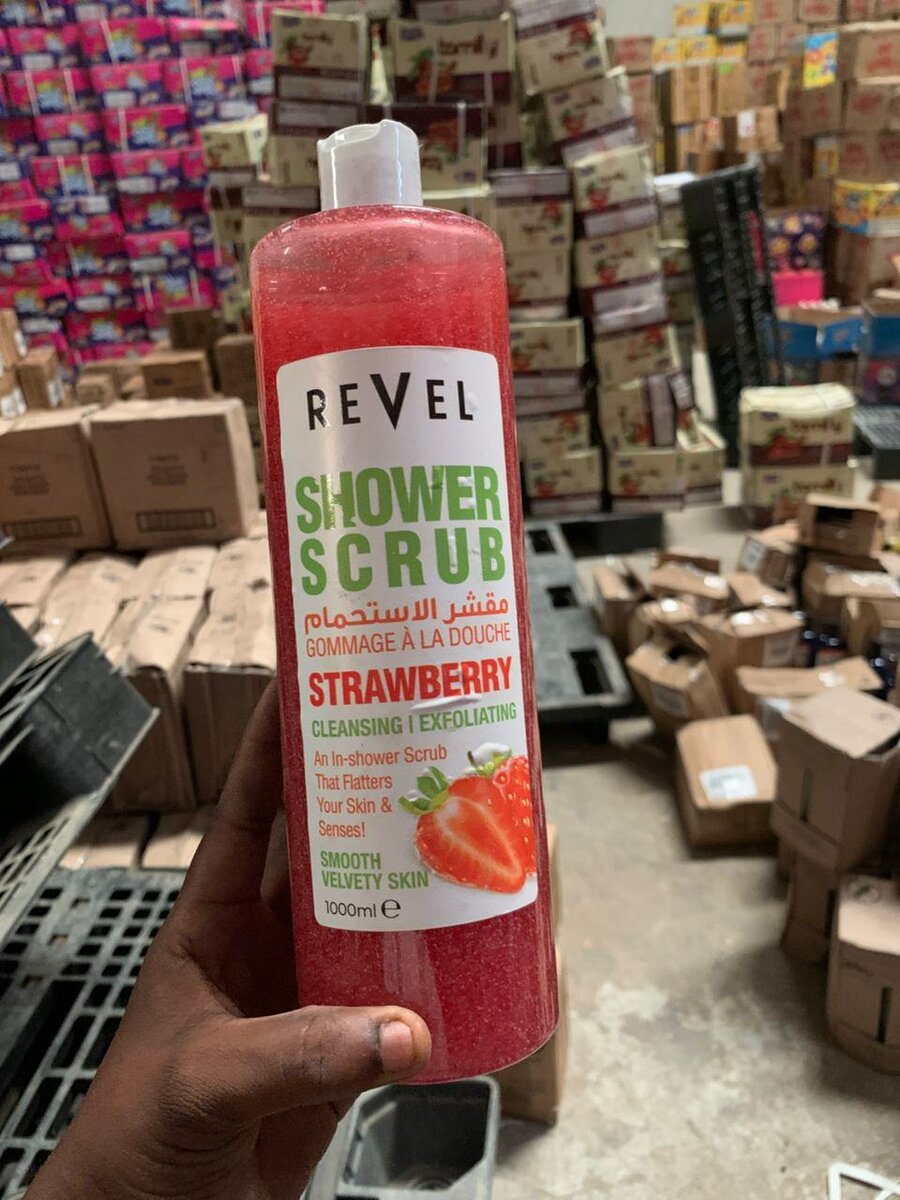 REVEL
SHOWER
SCRUB
مقشر الاستحمام
GOMMAGE À LA DOUCHE
STRAWBERRY
CLEANSING | EXFOLIATING
An In-shower Scrub
That Flatters
Your Skin &
Senses!
SMOOTH
VELVETY SKIN
1000ml ℮